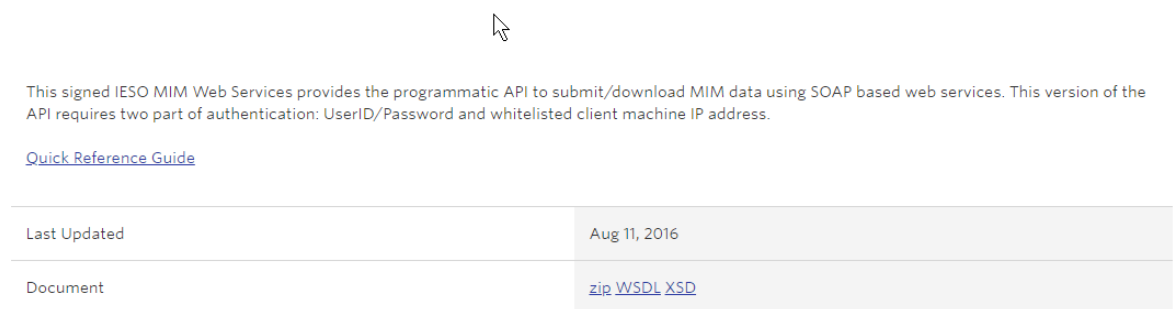 This signed IESO MIM Web Services provides the programmatic API to submit/download MIM data using SOAP based web services. This version of the
API requires two part of authentication: UserID/Password and whitelisted client machine IP address.
Quick Reference Guide
Last Updated Aug 11, 2016
Document zip WSDL XSD